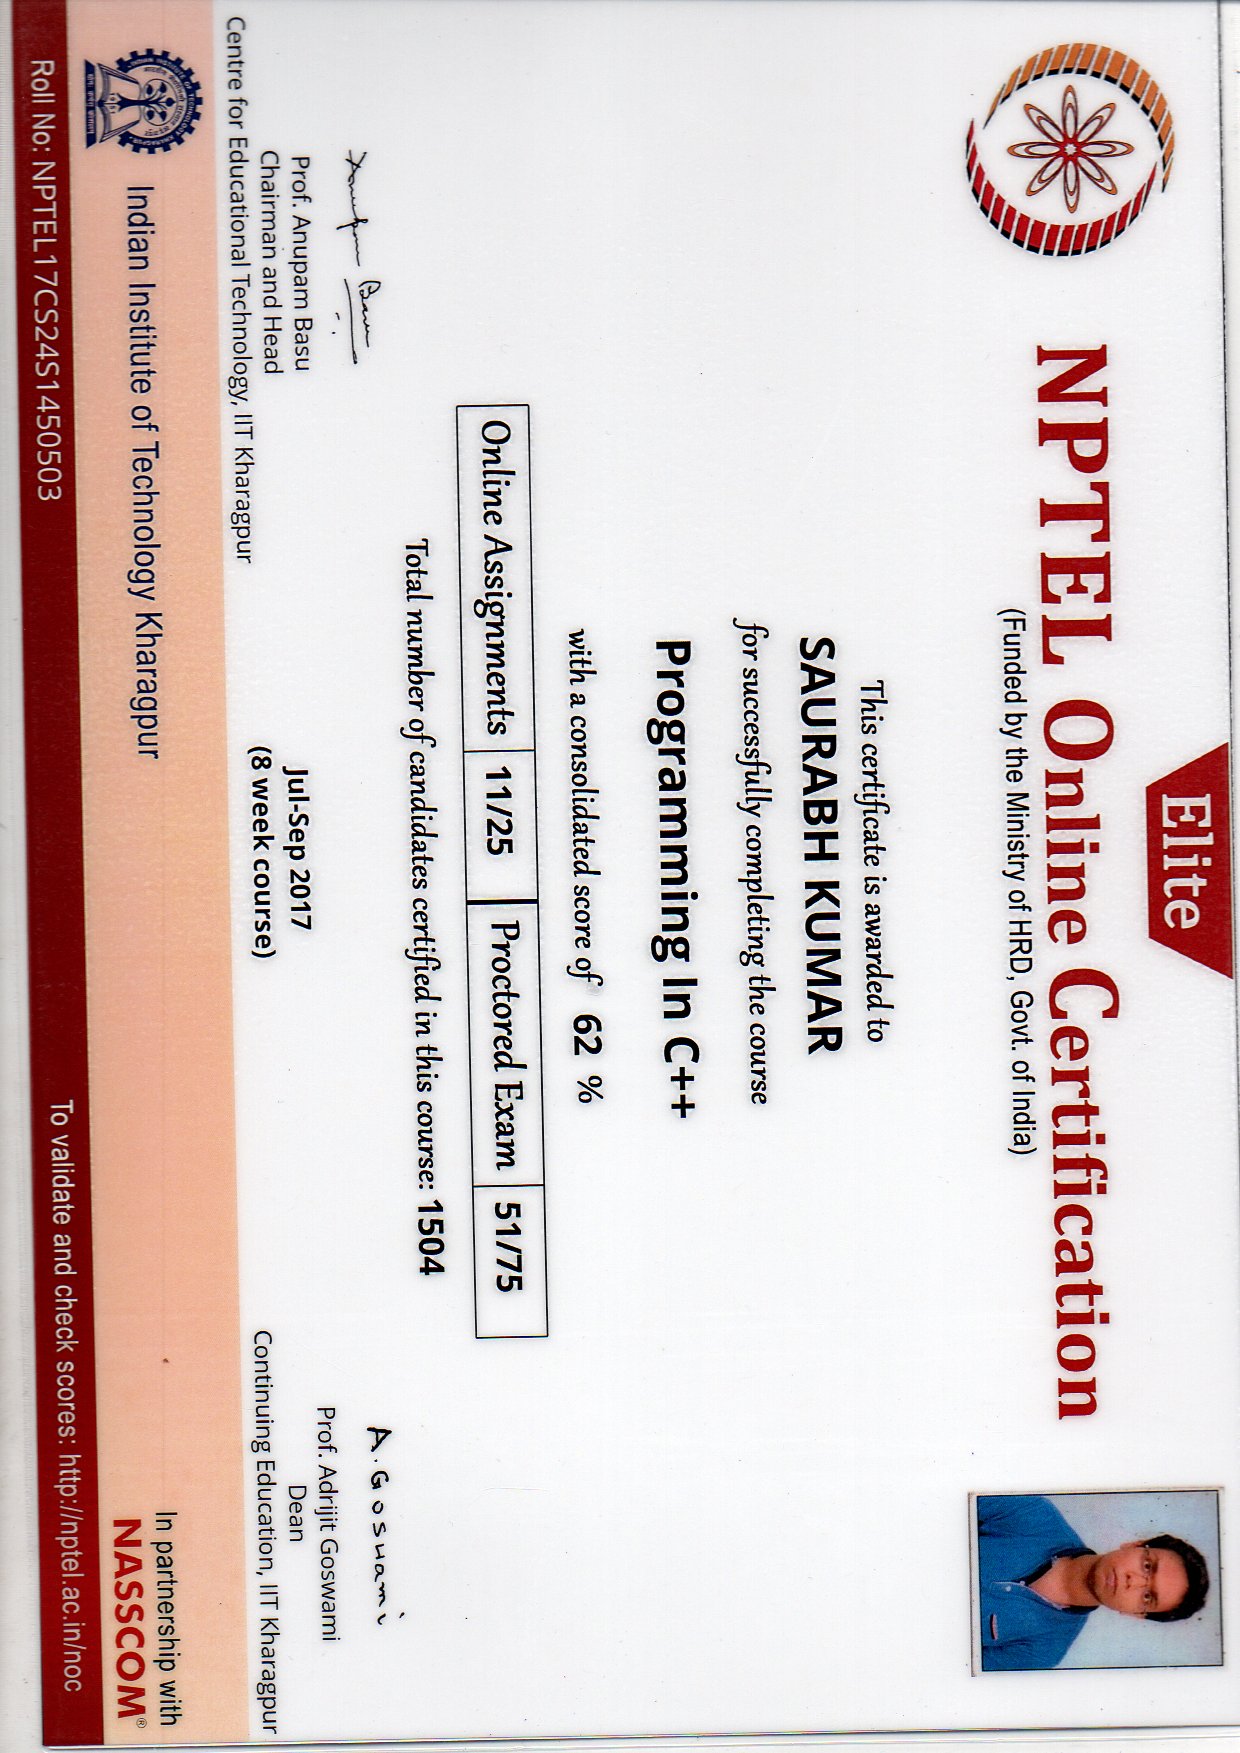 Elite
NPTEL Online Certification
(Funded by the Ministry of HRD, Govt. of India)
This certificate is awarded to
SAURABH KUMAR
for successfully completing the course
Programming In C++
with a consolidated score of 62 %
Online Assignments 11/25 Proctored Exam 51/75
Total number of candidates certified in this course: 1504
Prof. Anupam Basu
Chairman and Head
Centre for Educational Technology, IIT Kharagpur
Jul-Sep 2017
(8 week course)
A. GOSWAMI
Prof. Adrijit Goswami
Dean
Continuing Education, IIT Kharagpur
Indian Institute of Technology Kharagpur
In partnership with
NASSCOM®
Roll No: NPTEL17CS24S1450503
To validate and check scores: http://nptel.ac.in/noc